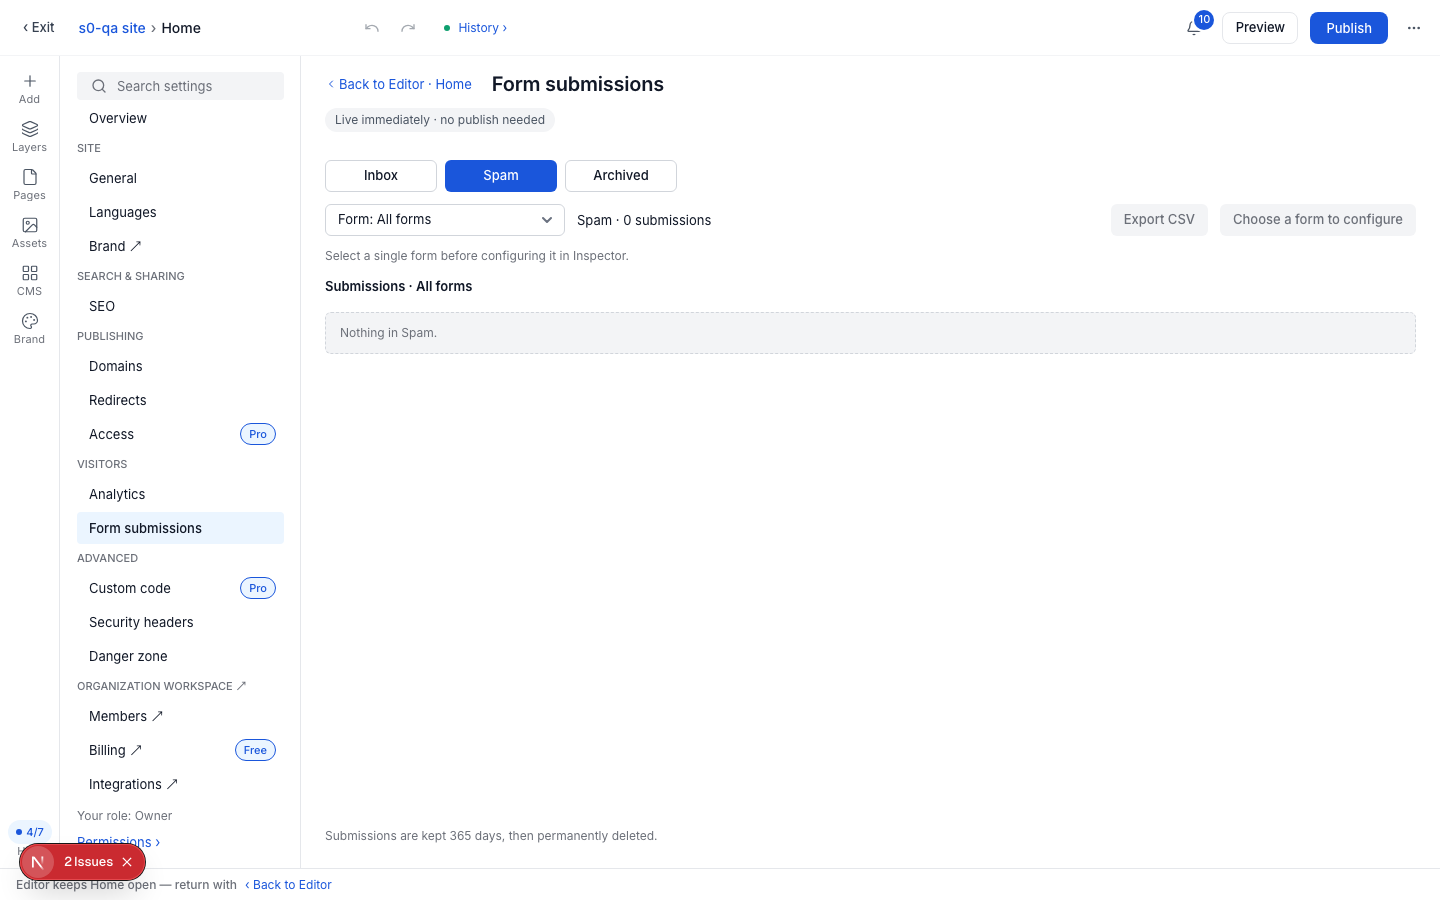 ‹ Exit
s0-qa site › Home
History ›
10
Preview
Publish
Add
Layers
Pages
Assets
CMS
Brand
4/7
Search settings
Overview
SITE
General
Languages
Brand ↗
SEARCH & SHARING
SEO
PUBLISHING
Domains
Redirects
Access Pro
VISITORS
Analytics
Form submissions
ADVANCED
Custom code Pro
Security headers
Danger zone
ORGANIZATION WORKSPACE ↗
Members ↗
Billing ↗ Free
Integrations ↗
Your role: Owner
Permissions ›
N 2 Issues
‹ Back to Editor · Home
Form submissions
Live immediately · no publish needed
Inbox
Spam
Archived
Form: All forms
Spam · 0 submissions
Export CSV
Choose a form to configure
Select a single form before configuring it in Inspector.
Submissions · All forms
Nothing in Spam.
Submissions are kept 365 days, then permanently deleted.
Editor keeps Home open — return with ‹ Back to Editor